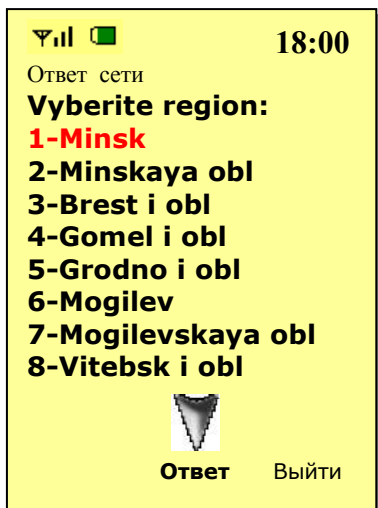 18:00
Ответ сети
Vyberite region:
1-Minsk
2-Minskaya obl
3-Brest i obl
4-Gomel i obl
5-Grodno i obl
6-Mogilev
7-Mogilevskaya obl
8-Vitebsk i obl
Ответ Выйти